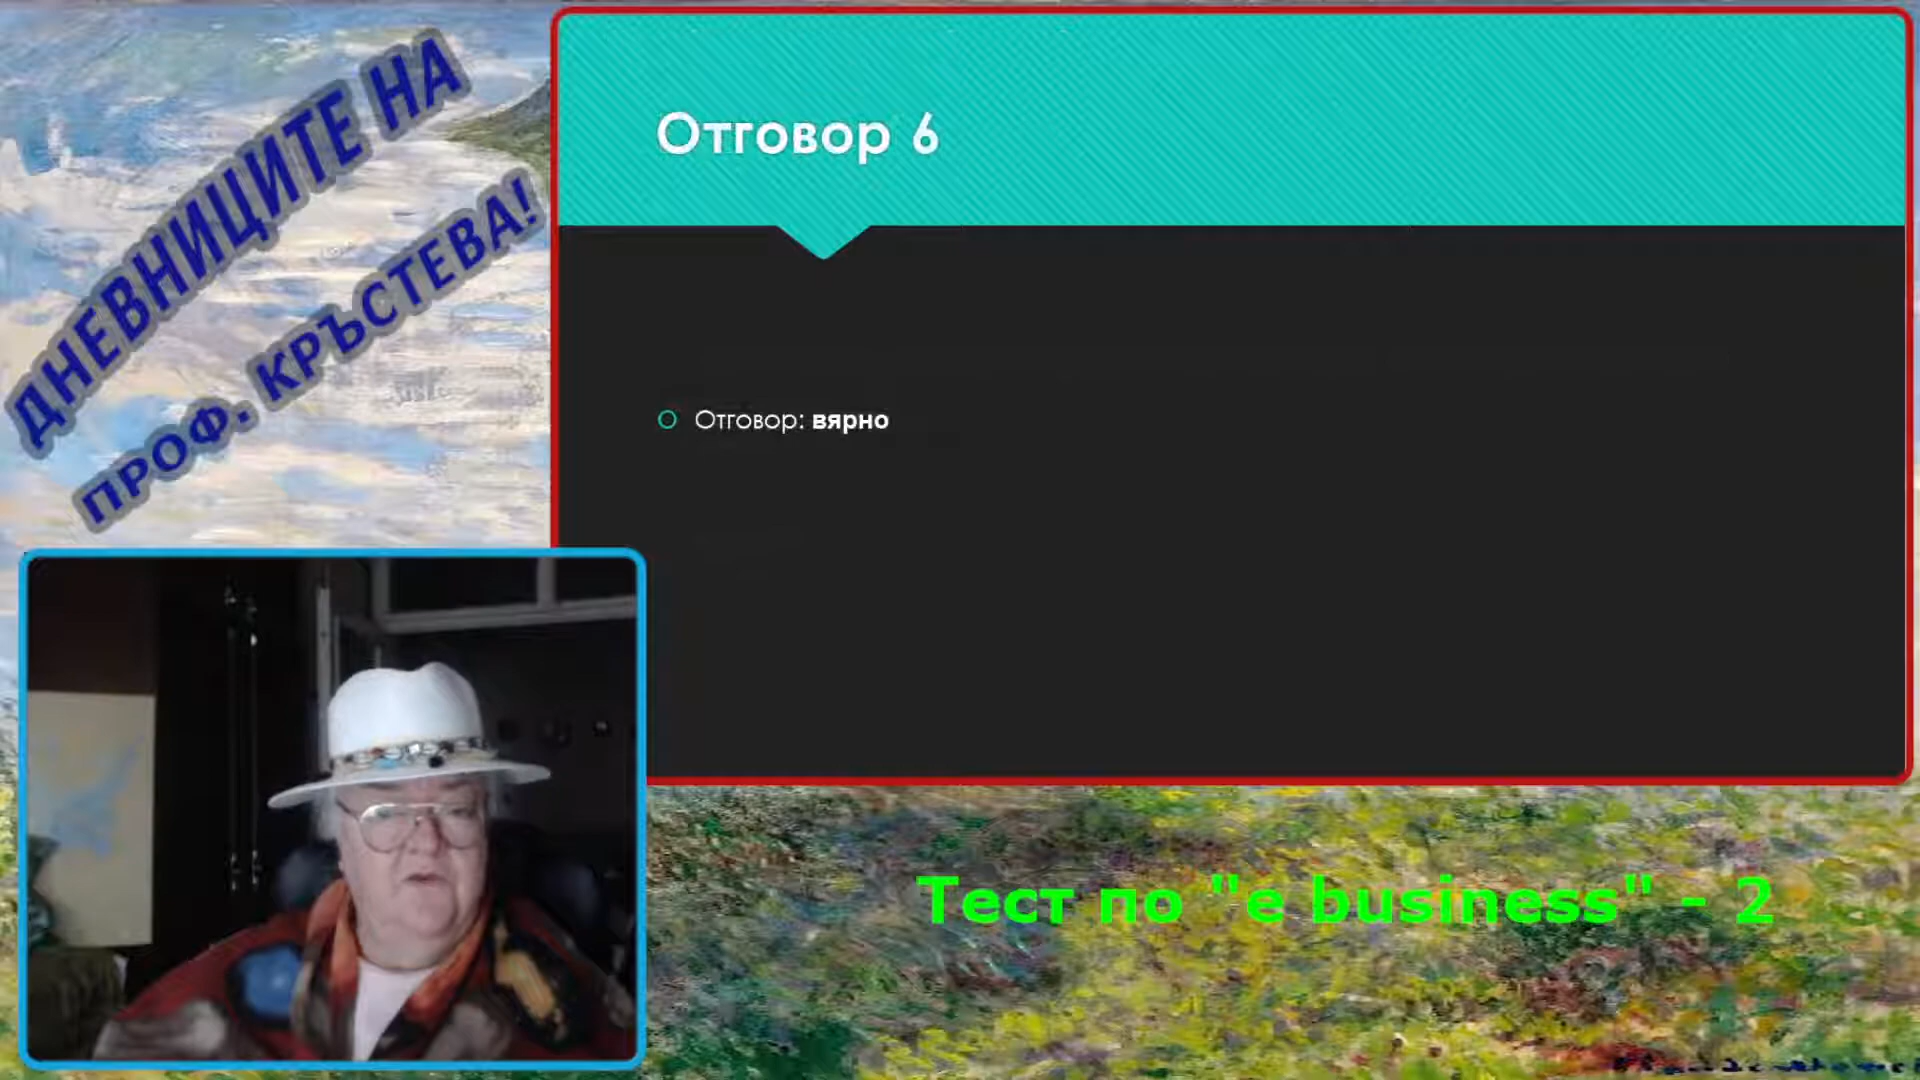 ДНЕВНИЦИТЕ НА
ПРОФ. КРЪСТЕВА!
Отговор 6
Отговор: вярно
Тест по "e business" - 2